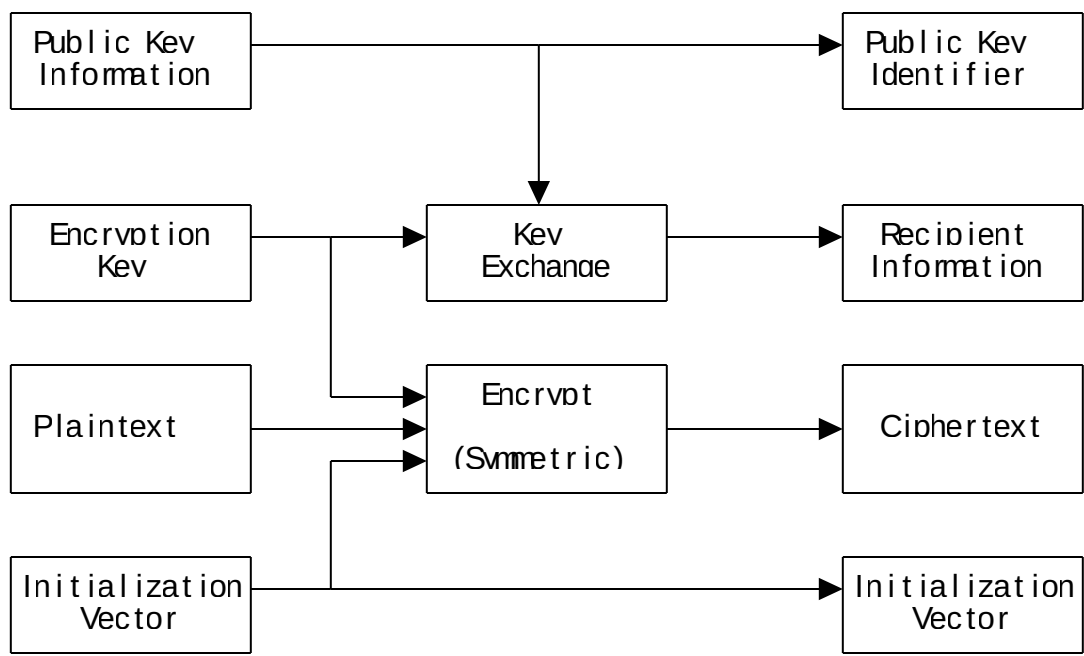 Public Key
Information
Public Key
Identifier
Encryption
Key
Key
Exchange
Recipient
Information
Plaintext
Encrypt
(Symmetric)
Ciphertext
Initialization
Vector
Initialization
Vector